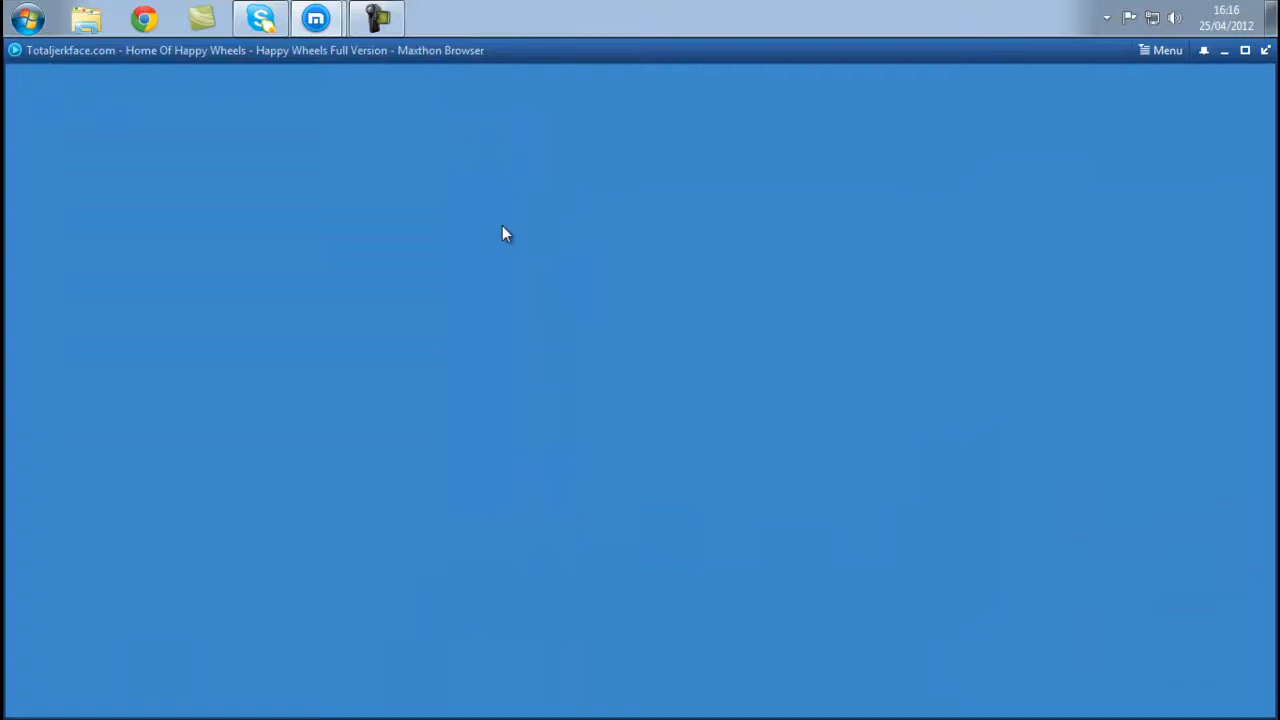 16:16
25/04/2012
Totaljerkface.com - Home Of Happy Wheels - Happy Wheels Full Version - Maxthon Browser
Menu